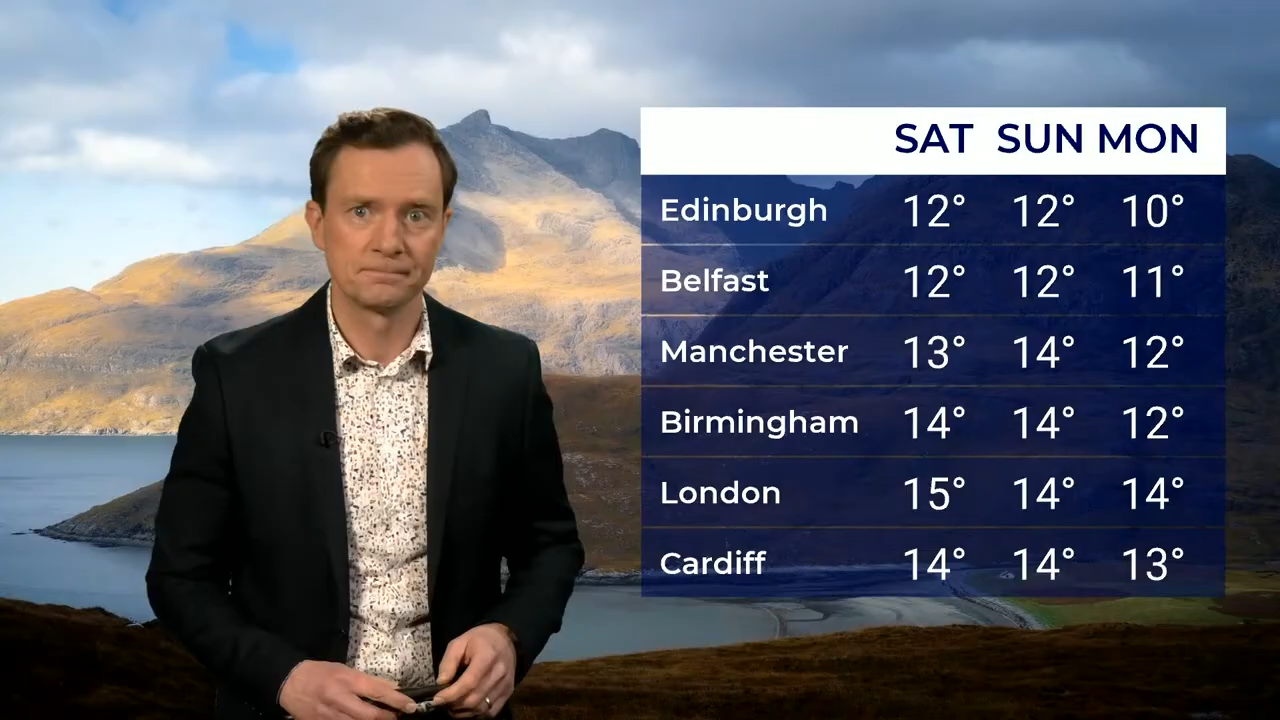 SAT SUN MON
Edinburgh 12° 12° 10°
Belfast 12° 12° 11°
Manchester 13° 14° 12°
Birmingham 14° 14° 12°
London 15° 14° 14°
Cardiff 14° 14° 13°